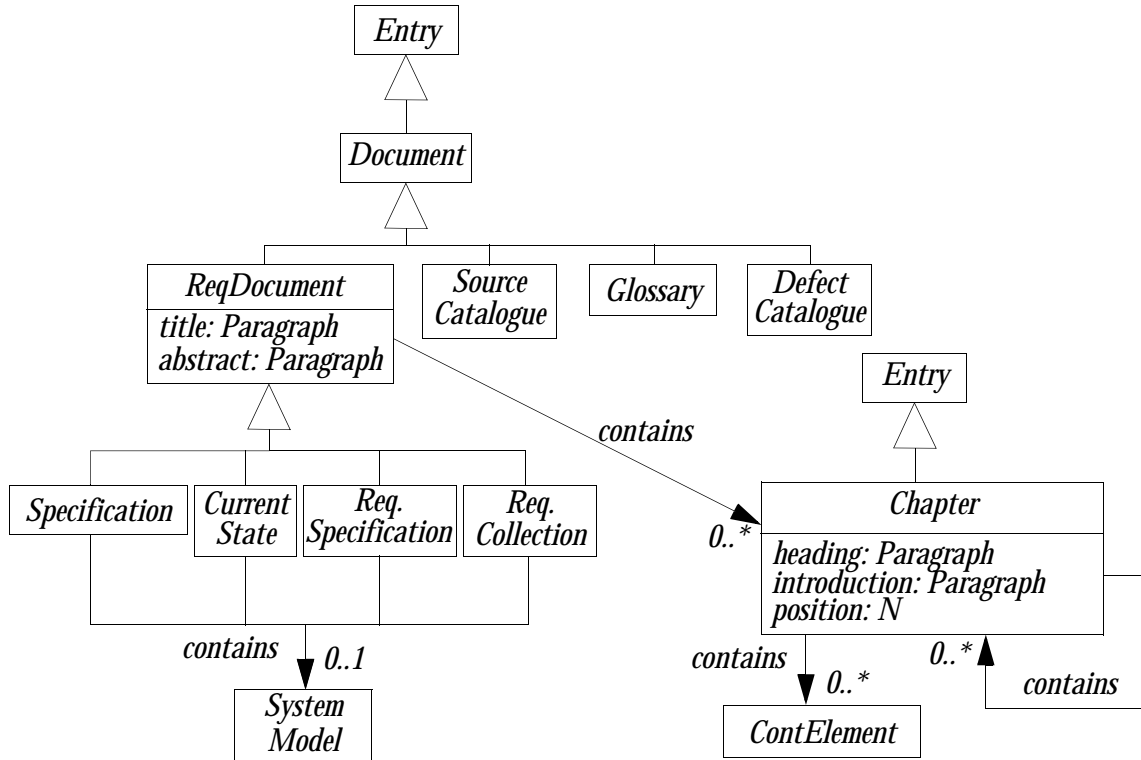 Entry
Document
ReqDocument
title: Paragraph
abstract: Paragraph
Source
Catalogue
Glossary
Defect
Catalogue
Entry
contains
Specification
Current
State
Req.
Specification
Req.
Collection
Chapter
0..*
heading: Paragraph
introduction: Paragraph
position: N
contains
0..1
contains
0..*
0..*
contains
System
Model
ContElement